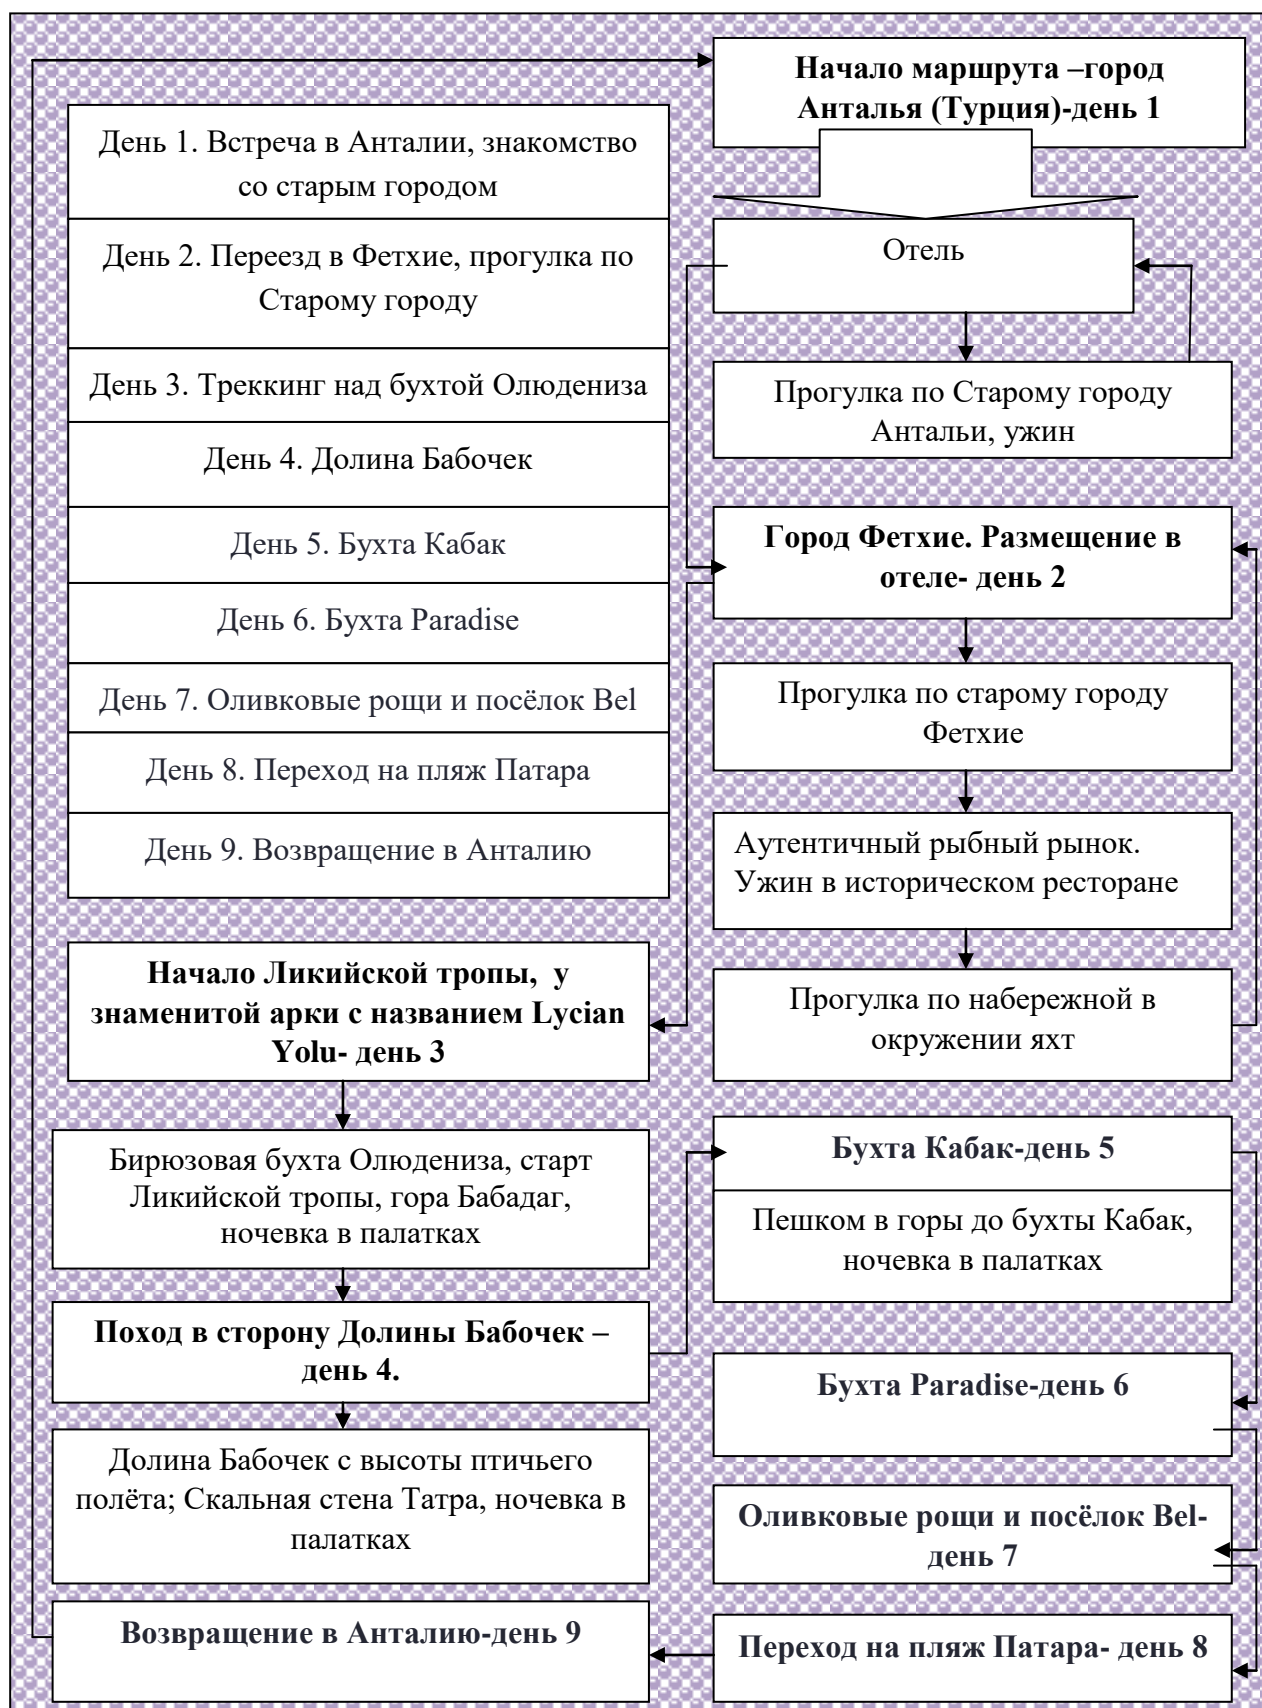 Начало маршрута –город
Анталья (Турция)-день 1
День 1. Встреча в Анталии, знакомство
со старым городом
День 2. Переезд в Фетхие, прогулка по
Старому городу
День 3. Треккинг над бухтой Олюдениза
День 4. Долина Бабочек
День 5. Бухта Кабак
День 6. Бухта Paradise
День 7. Оливковые рощи и посёлок Bel
День 8. Переход на пляж Патара
День 9. Возвращение в Анталию
Отель
Прогулка по Старому городу
Антальи, ужин
Город Фетхие. Размещение в
отеле- день 2
Прогулка по старому городу
Фетхие
Аутентичный рыбный рынок.
Ужин в историческом ресторане
Прогулка по набережной в
окружении яхт
Начало Ликийской тропы, у
знаменитой арки с названием Lycian
Yolu- день 3
Бирюзовая бухта Олюдениза, старт
Ликийской тропы, гора Бабадаг,
ночевка в палатках
Поход в сторону Долины Бабочек –
день 4.
Долина Бабочек с высоты птичьего
полёта; Скальная стена Татра, ночевка в
палатках
Бухта Кабак-день 5
Пешком в горы до бухты Кабак,
ночевка в палатках
Бухта Paradise-день 6
Оливковые рощи и посёлок Bel-
день 7
Переход на пляж Патара- день 8
Возвращение в Анталию-день 9